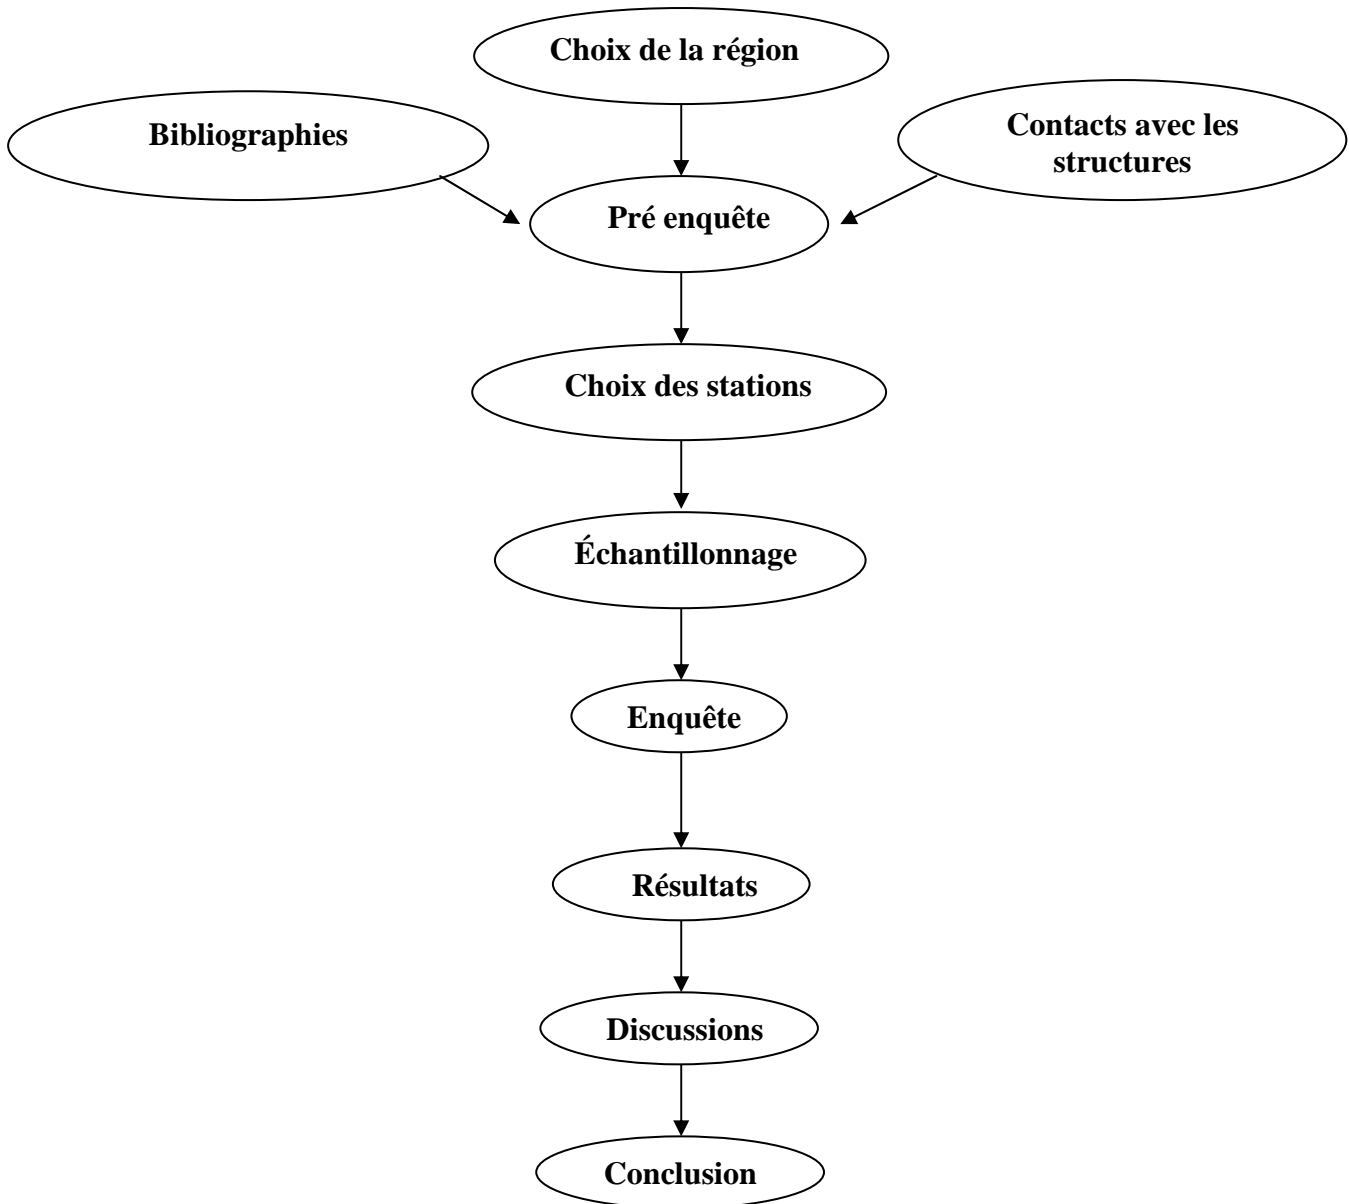 Choix de la région
Bibliographies
Contacts avec les
structures
Pré enquête
Choix des stations
Échantillonnage
Enquête
Résultats
Discussions
Conclusion